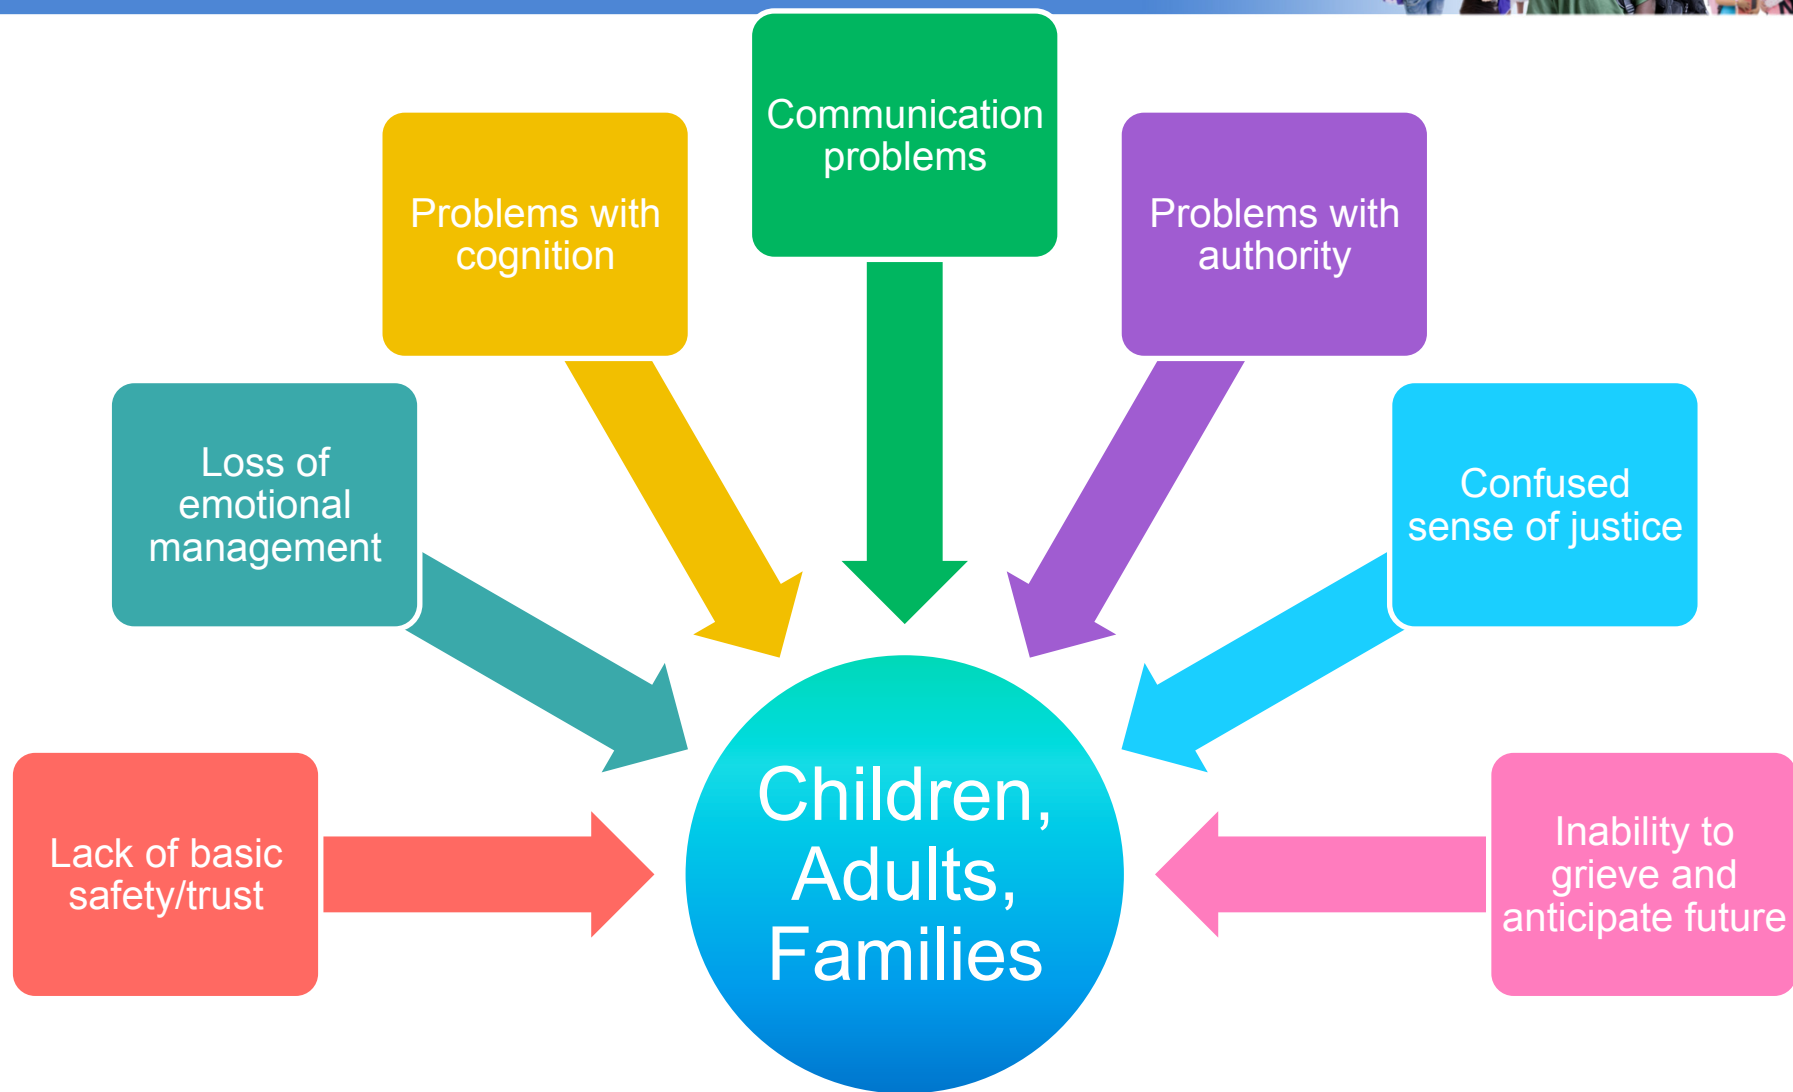 Communication
problems
Problems with
cognition
Problems with
authority
Loss of
emotional
management
Confused
sense of justice
Lack of basic
safety/trust
Children,
Adults,
Families
Inability to
grieve and
anticipate future